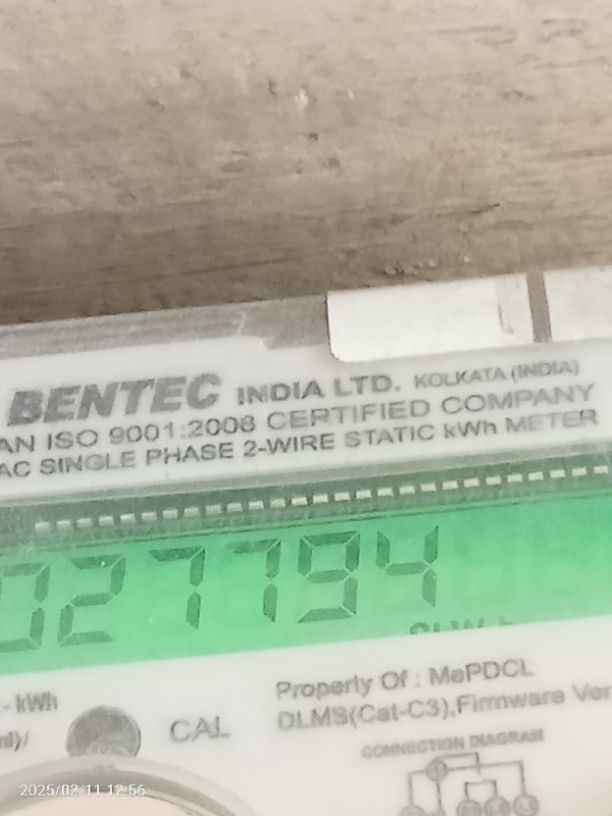 BENTEC INDIA LTD. KOLKATA (INDIA)
AN ISO 9001:2008 CERTIFIED COMPANY
AC SINGLE PHASE 2-WIRE STATIC kWh METER
027794
- kWh
CAL
Property Of : MePDCL
DLMS(Cat-C3),Firmware Ver
CONNECTION DIAGRAM
2025/02/11 12:56